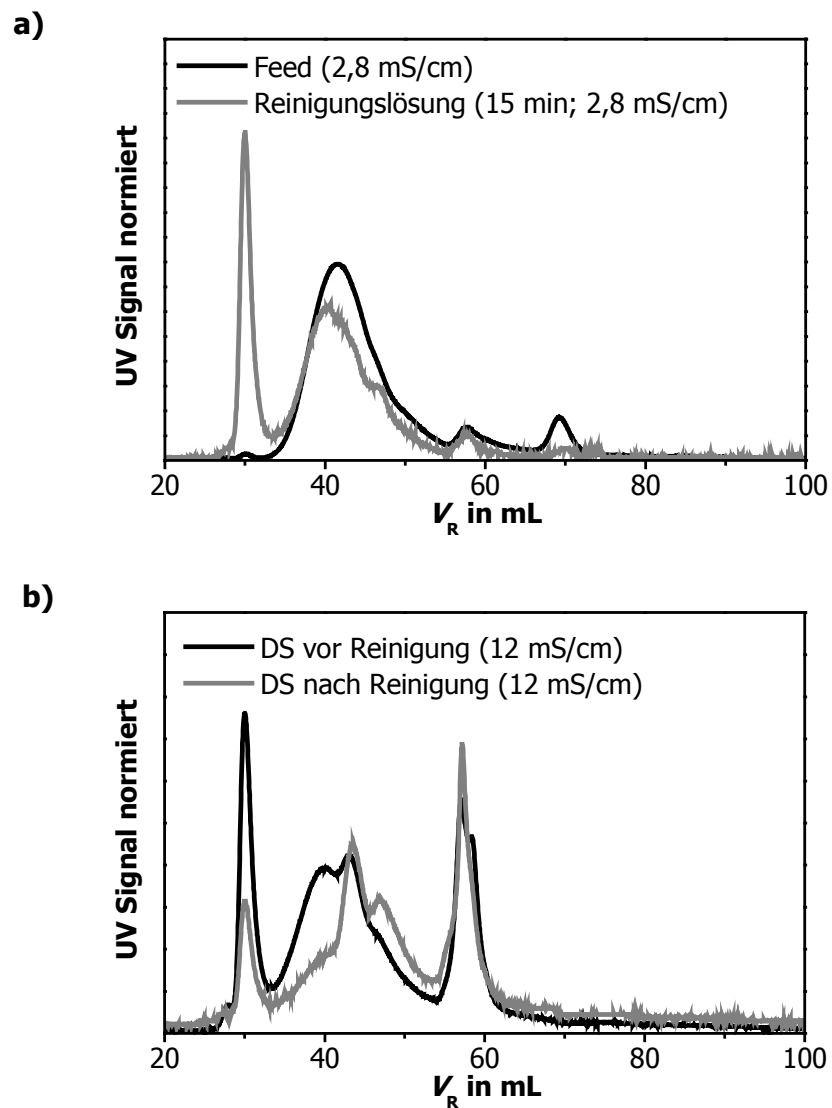 a)
Feed (2,8 mS/cm)
Reinigungslösung (15 min; 2,8 mS/cm)
UV Signal normiert
20 40 60 80 100
V_R in mL
b)
DS vor Reinigung (12 mS/cm)
DS nach Reinigung (12 mS/cm)
UV Signal normiert
20 40 60 80 100
V_R in mL